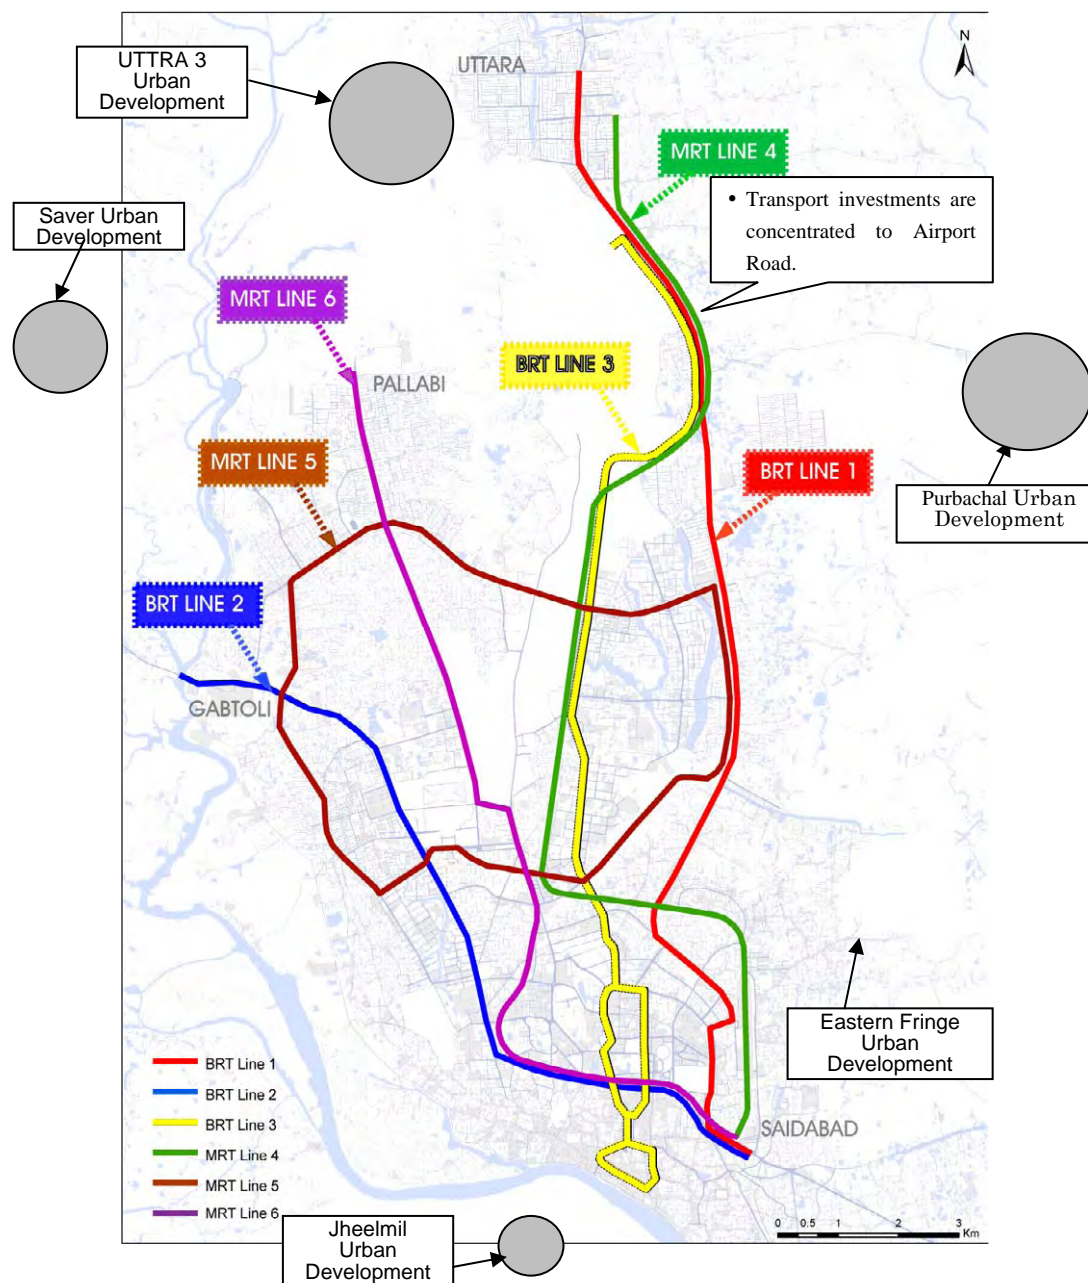 UTTRA 3
Urban
Development
UTTARA
N
MRT LINE 4
• Transport investments are
concentrated to Airport
Road.
Saver Urban
Development
MRT LINE 6
PALLABI
BRT LINE 3
MRT LINE 5
BRT LINE 1
Purbachal Urban
Development
BRT LINE 2
GABTOLI
Eastern Fringe
Urban
Development
SAIDABAD
BRT Line 1
BRT Line 2
BRT Line 3
MRT Line 4
MRT Line 5
MRT Line 6
0 0.5 1 2 3
Km
Jheelmil
Urban
Development